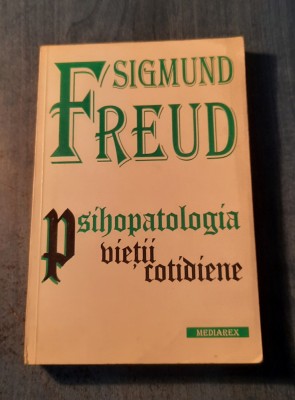 SIGMUND
FREUD
Psihopatologia
vieții
cotidiene
MEDIAREX